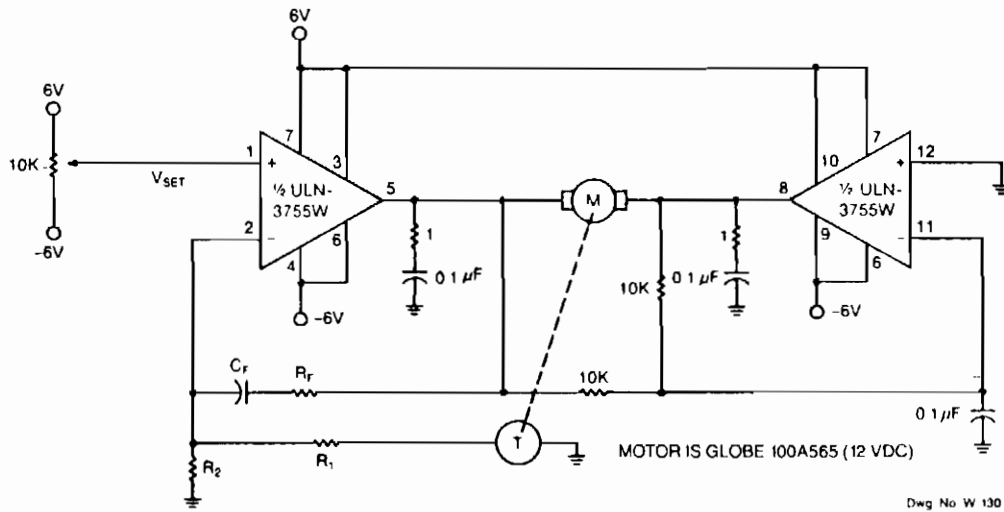 6V
6V
10K
-6V
VSET
1
+
7
3
½ ULN-
3755W
5
2
−
4
6
-6V
1
0.1 µF
M
8
10
7
+
12
½ ULN-
3755W
9
6
−
11
-6V
1
0.1 µF
10K
CF
RF
10K
0.1 µF
R1
T
R2
MOTOR IS GLOBE 100A565 (12 VDC)
Dwg No W 130